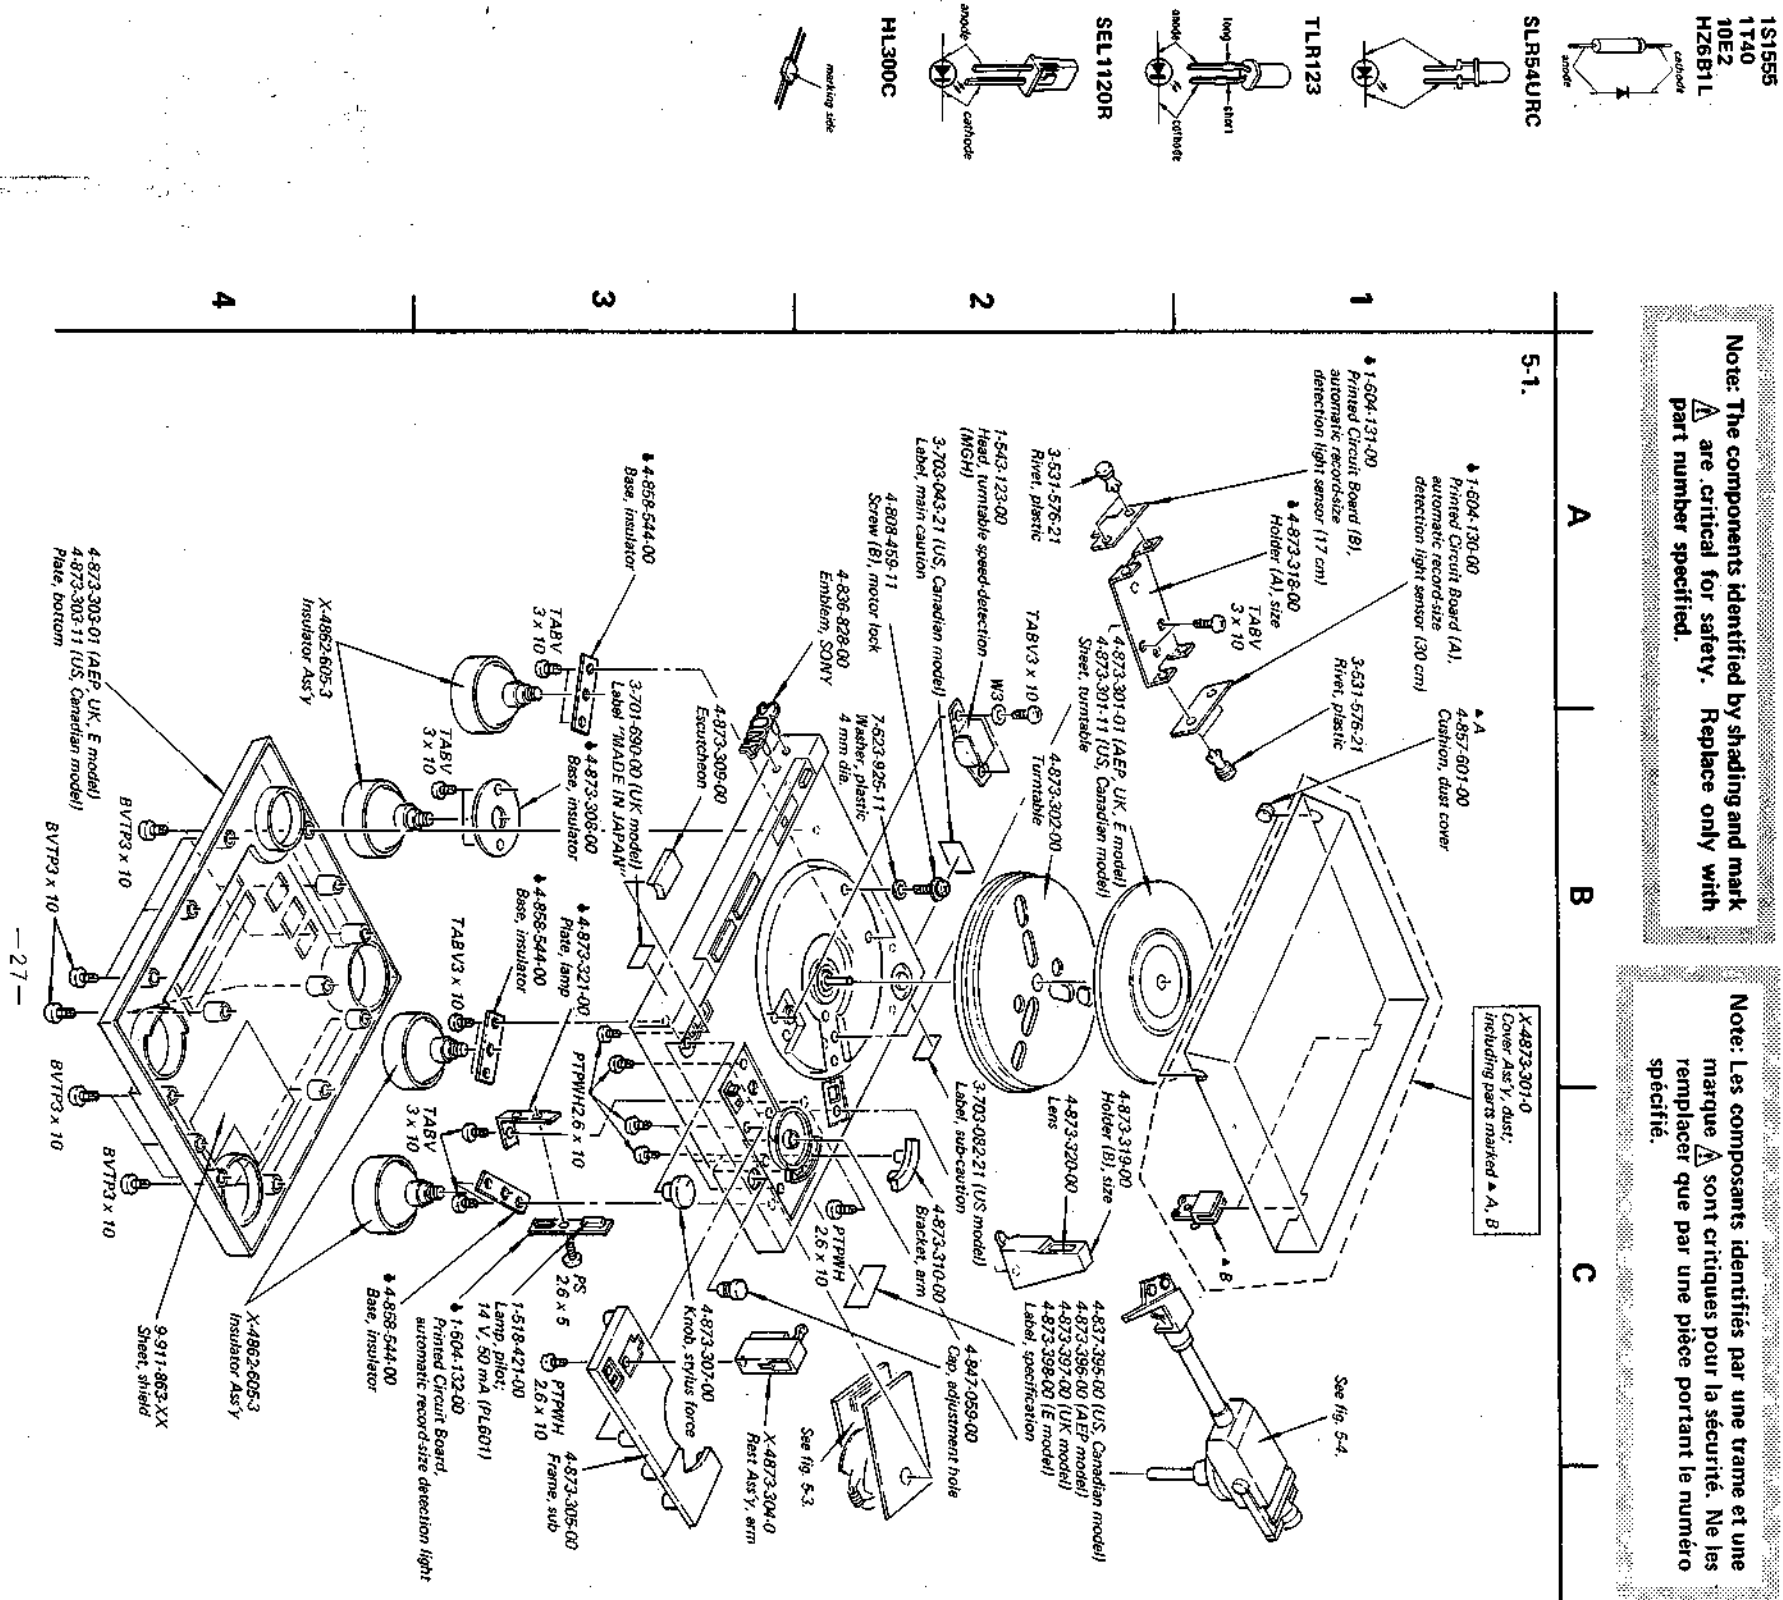 1S1555
1T40
10E2
HZ6B1L
cathode
anode
SLR54URC
TLR123
long
short
anode
cathode
SEL1120R
anode
cathode
HL300C
marking side
Note: The components identified by shading and mark
⚠ are critical for safety. Replace only with
part number specified.
Note: Les composants identifiés par une trame et une
marque ⚠ sont critiques pour la sécurité. Ne les
remplacer que par une pièce portant le numéro
spécifié.
A
B
C
1
2
3
4
5-1.
1-604-130-00
Printed Circuit Board (A),
automatic record-size
detection light sensor (30 cm)
1-604-131-00
Printed Circuit Board (B),
automatic record-size
detection light sensor (17 cm)
4-873-318-00
Holder (A), size
TABV
3 x 10
3-531-576-21
Rivet, plastic
▲ A
4-857-601-00
Cushion, dust cover
3-531-576-21
Rivet, plastic
X-4873-301-0
Cover Ass'y, dust;
including parts marked ▲ A, B
▲ B
See fig. 5-4.
4-873-301-01 (AEP, UK, E model)
4-873-301-11 (US, Canadian model)
Sheet, turntable
4-873-302-00
Turntable
4-873-319-00
Holder (B), size
4-873-320-00
Lens
4-837-395-00 (US, Canadian model)
4-873-396-00 (AEP model)
4-873-397-00 (UK model)
4-873-398-00 (E model)
Label, specification
TABV3 x 10
W3
1-543-123-00
Head, turntable speed-detection
(MGH)
3-703-043-21 (US, Canadian model)
Label, main caution
4-808-459-11
Screw (B), motor lock
7-623-925-11
Washer, plastic
4 mm dia.
3-703-082-21 (US model)
Label, sub-caution
4-873-310-00
Bracket, arm
4-847-059-00
Cap, adjustment hole
PTPWH
2.6 x 10
4-836-828-00
Emblem, SONY
4-873-309-00
Escutcheon
See fig. 5-3.
X-4873-304-0
Rest Ass'y, arm
4-873-307-00
Knob, stylus force
3-701-690-00 (UK model)
Label "MADE IN JAPAN"
4-858-544-00
Base, insulator
TABV
3 x 10
4-873-308-00
Base, insulator
4-873-321-00
Plate, lamp
PTPWH2.6 x 10
4-858-544-00
Base, insulator
TABV3 x 10
PS
2.6 x 5
PTPWH
2.6 x 10
4-873-305-00
Frame, sub
1-518-421-00
Lamp, pilot;
14 V, 50 mA (PL601)
1-604-132-00
Printed Circuit Board,
automatic record-size detection light
4-858-544-00
Base, insulator
TABV
3 x 10
TABV
3 x 10
X-4862-605-3
Insulator Ass'y
X-4862-605-3
Insulator Ass'y
4-873-303-01 (AEP, UK, E model)
4-873-303-11 (US, Canadian model)
Plate, bottom
BVTP3 x 10
BVTP3 x 10
BVTP3 x 10
BVTP3 x 10
9-911-863-XX
Sheet, shield
—27—